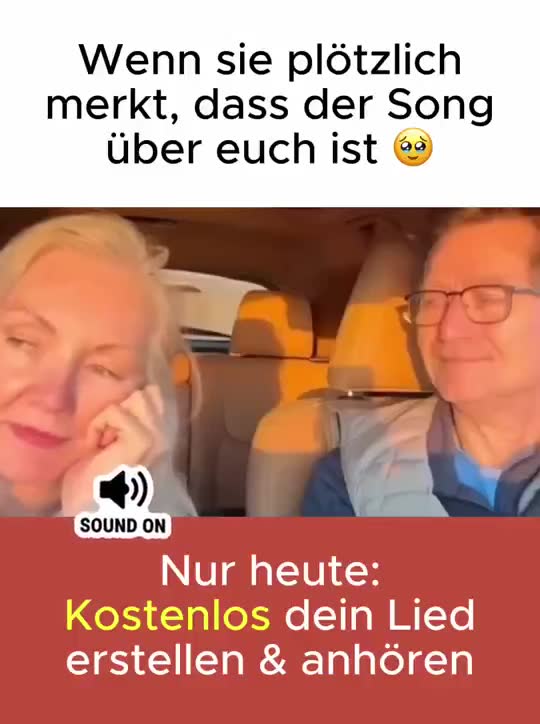 Wenn sie plötzlich
merkt, dass der Song
über euch ist 🥹
SOUND ON
Nur heute:
Kostenlos dein Lied
erstellen & anhören